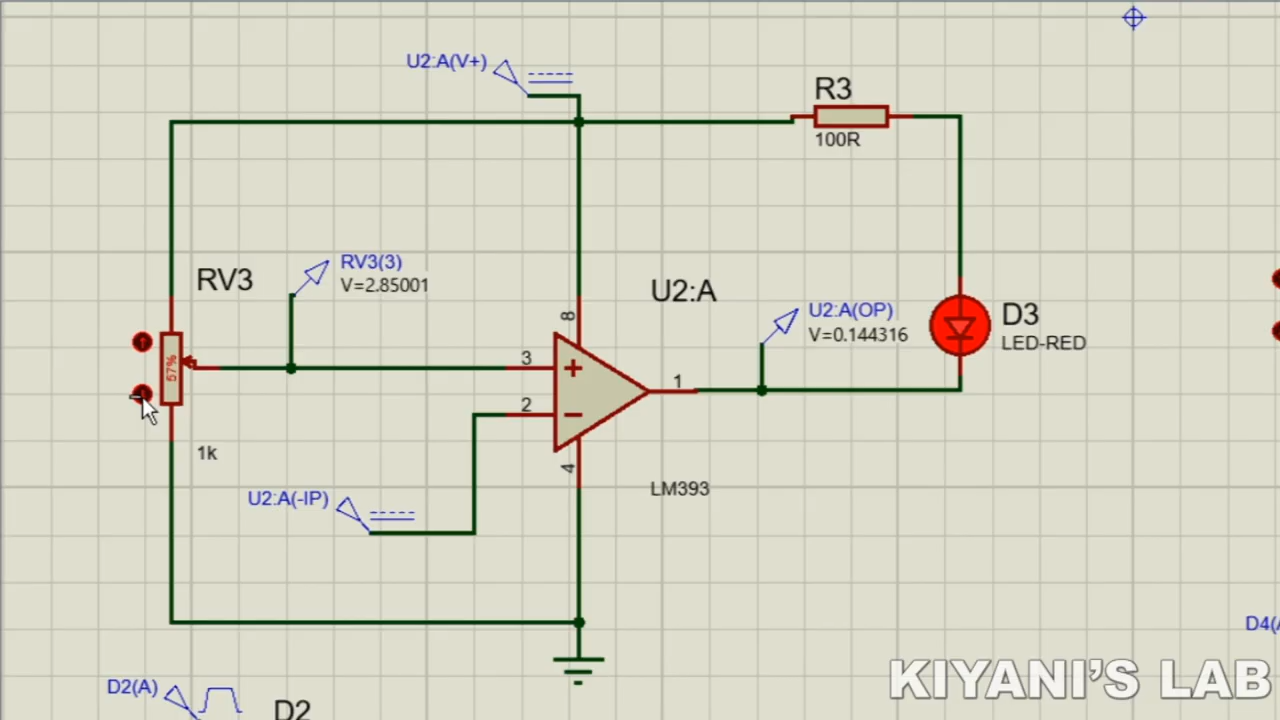 U2:A(V+)
R3
100R
RV3(3)
V=2.85001
RV3
57%
1k
U2:A
8
3
2
1
4
LM393
U2:A(OP)
V=0.144316
D3
LED-RED
U2:A(-IP)
D2(A)
D2
KIYANI'S LAB